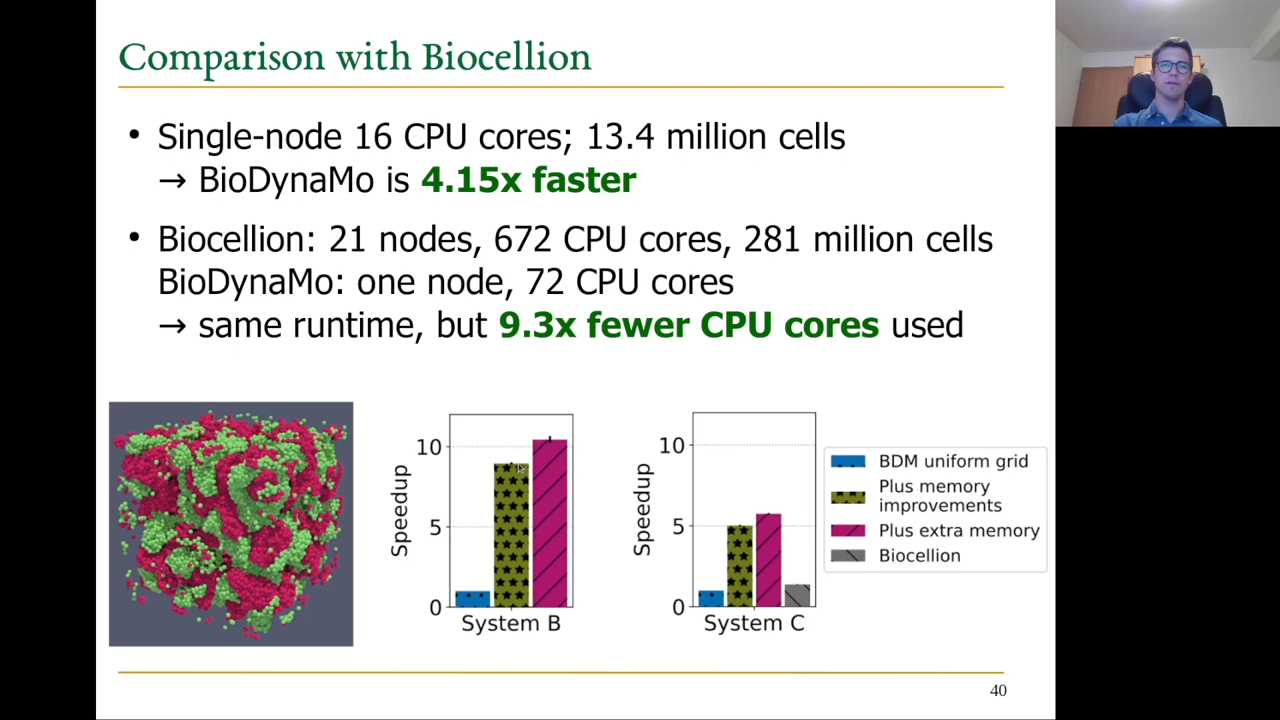 Comparison with Biocellion
• Single-node 16 CPU cores; 13.4 million cells
→ BioDynaMo is 4.15x faster
• Biocellion: 21 nodes, 672 CPU cores, 281 million cells
BioDynaMo: one node, 72 CPU cores
→ same runtime, but 9.3x fewer CPU cores used
Speedup
10
5
0
System B
Speedup
10
5
0
System C
BDM uniform grid
Plus memory
improvements
Plus extra memory
Biocellion
40